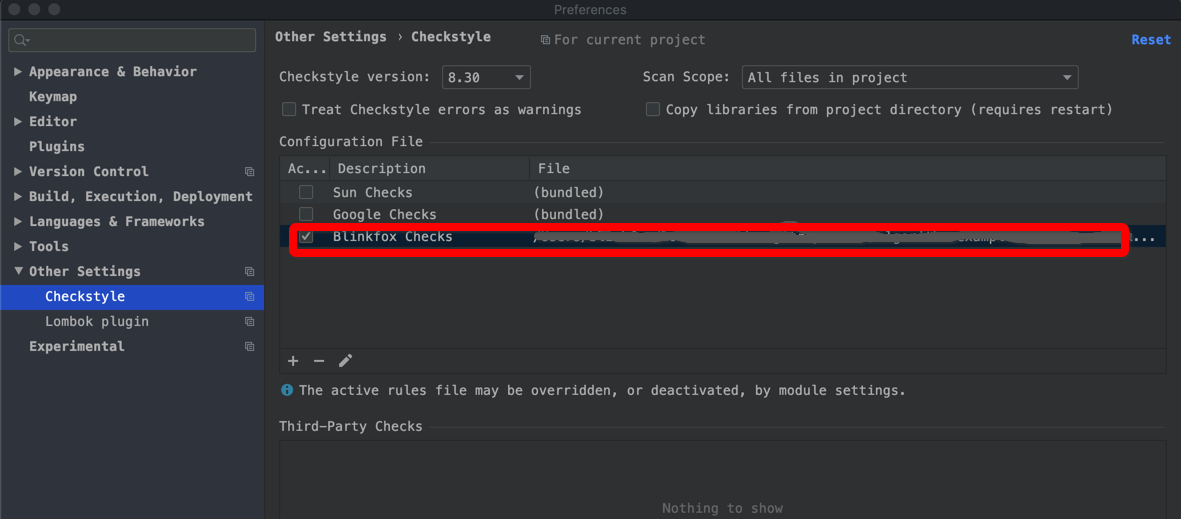 Preferences
Other Settings › Checkstyle
For current project
Reset
Appearance & Behavior
Keymap
Editor
Plugins
Version Control
Build, Execution, Deployment
Languages & Frameworks
Tools
Other Settings
Checkstyle
Lombok plugin
Experimental
Checkstyle version: 8.30
Scan Scope: All files in project
Treat Checkstyle errors as warnings
Copy libraries from project directory (requires restart)
Configuration File
Ac... Description File
Sun Checks (bundled)
Google Checks (bundled)
Blinkfox Checks
The active rules file may be overridden, or deactivated, by module settings.
Third-Party Checks
Nothing to show